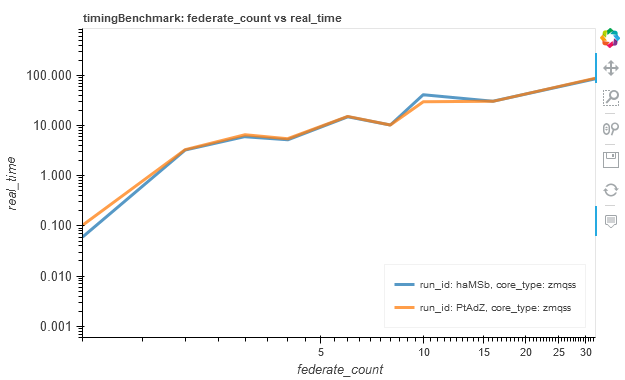 timingBenchmark: federate_count vs real_time
100.000
10.000
1.000
0.100
0.010
0.001
real_time
run_id: haMSb, core_type: zmqss
run_id: PtAdZ, core_type: zmqss
5 10 15 20 25 30
federate_count